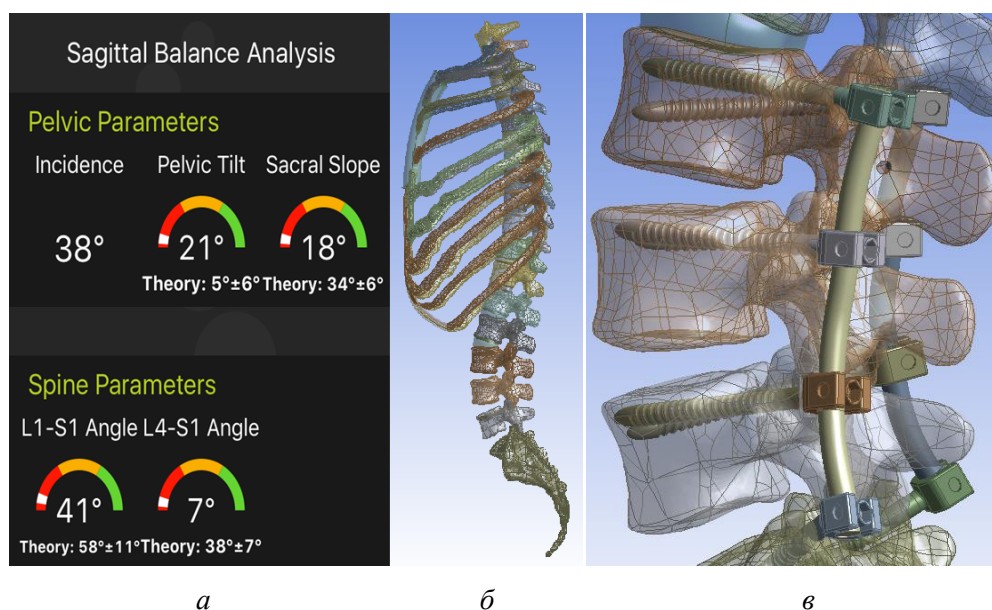 Sagittal Balance Analysis
Pelvic Parameters
Incidence Pelvic Tilt Sacral Slope
38° 21° 18°
Theory: 5°±6° Theory: 34°±6°
Spine Parameters
L1-S1 Angle L4-S1 Angle
41° 7°
Theory: 58°±11° Theory: 38°±7°
а б в